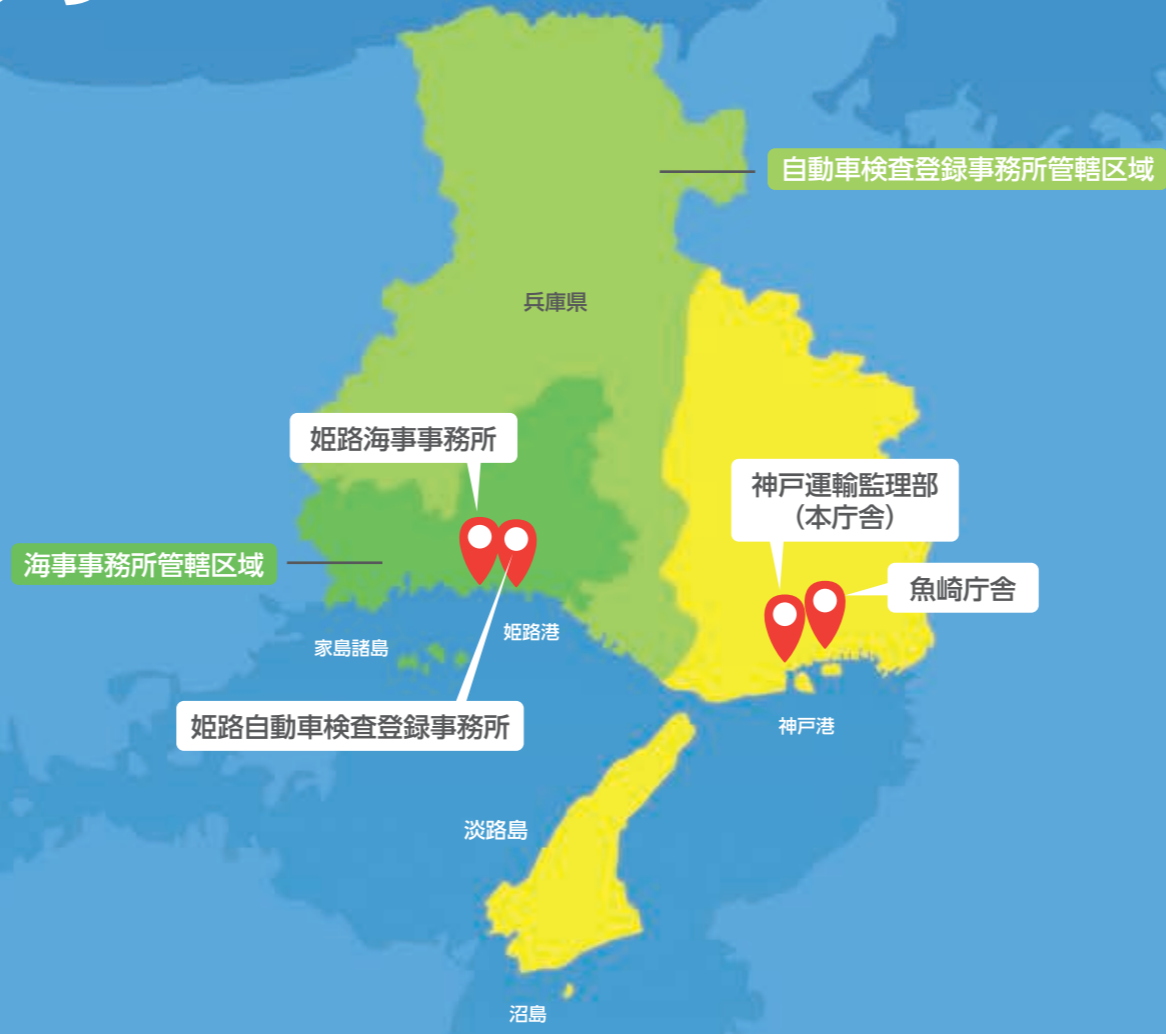 自動車検査登録事務所管轄区域
兵庫県
姫路海事事務所
神戸運輸監理部
(本庁舎)
海事事務所管轄区域
魚崎庁舎
姫路港
家島諸島
姫路自動車検査登録事務所
神戸港
淡路島
沼島